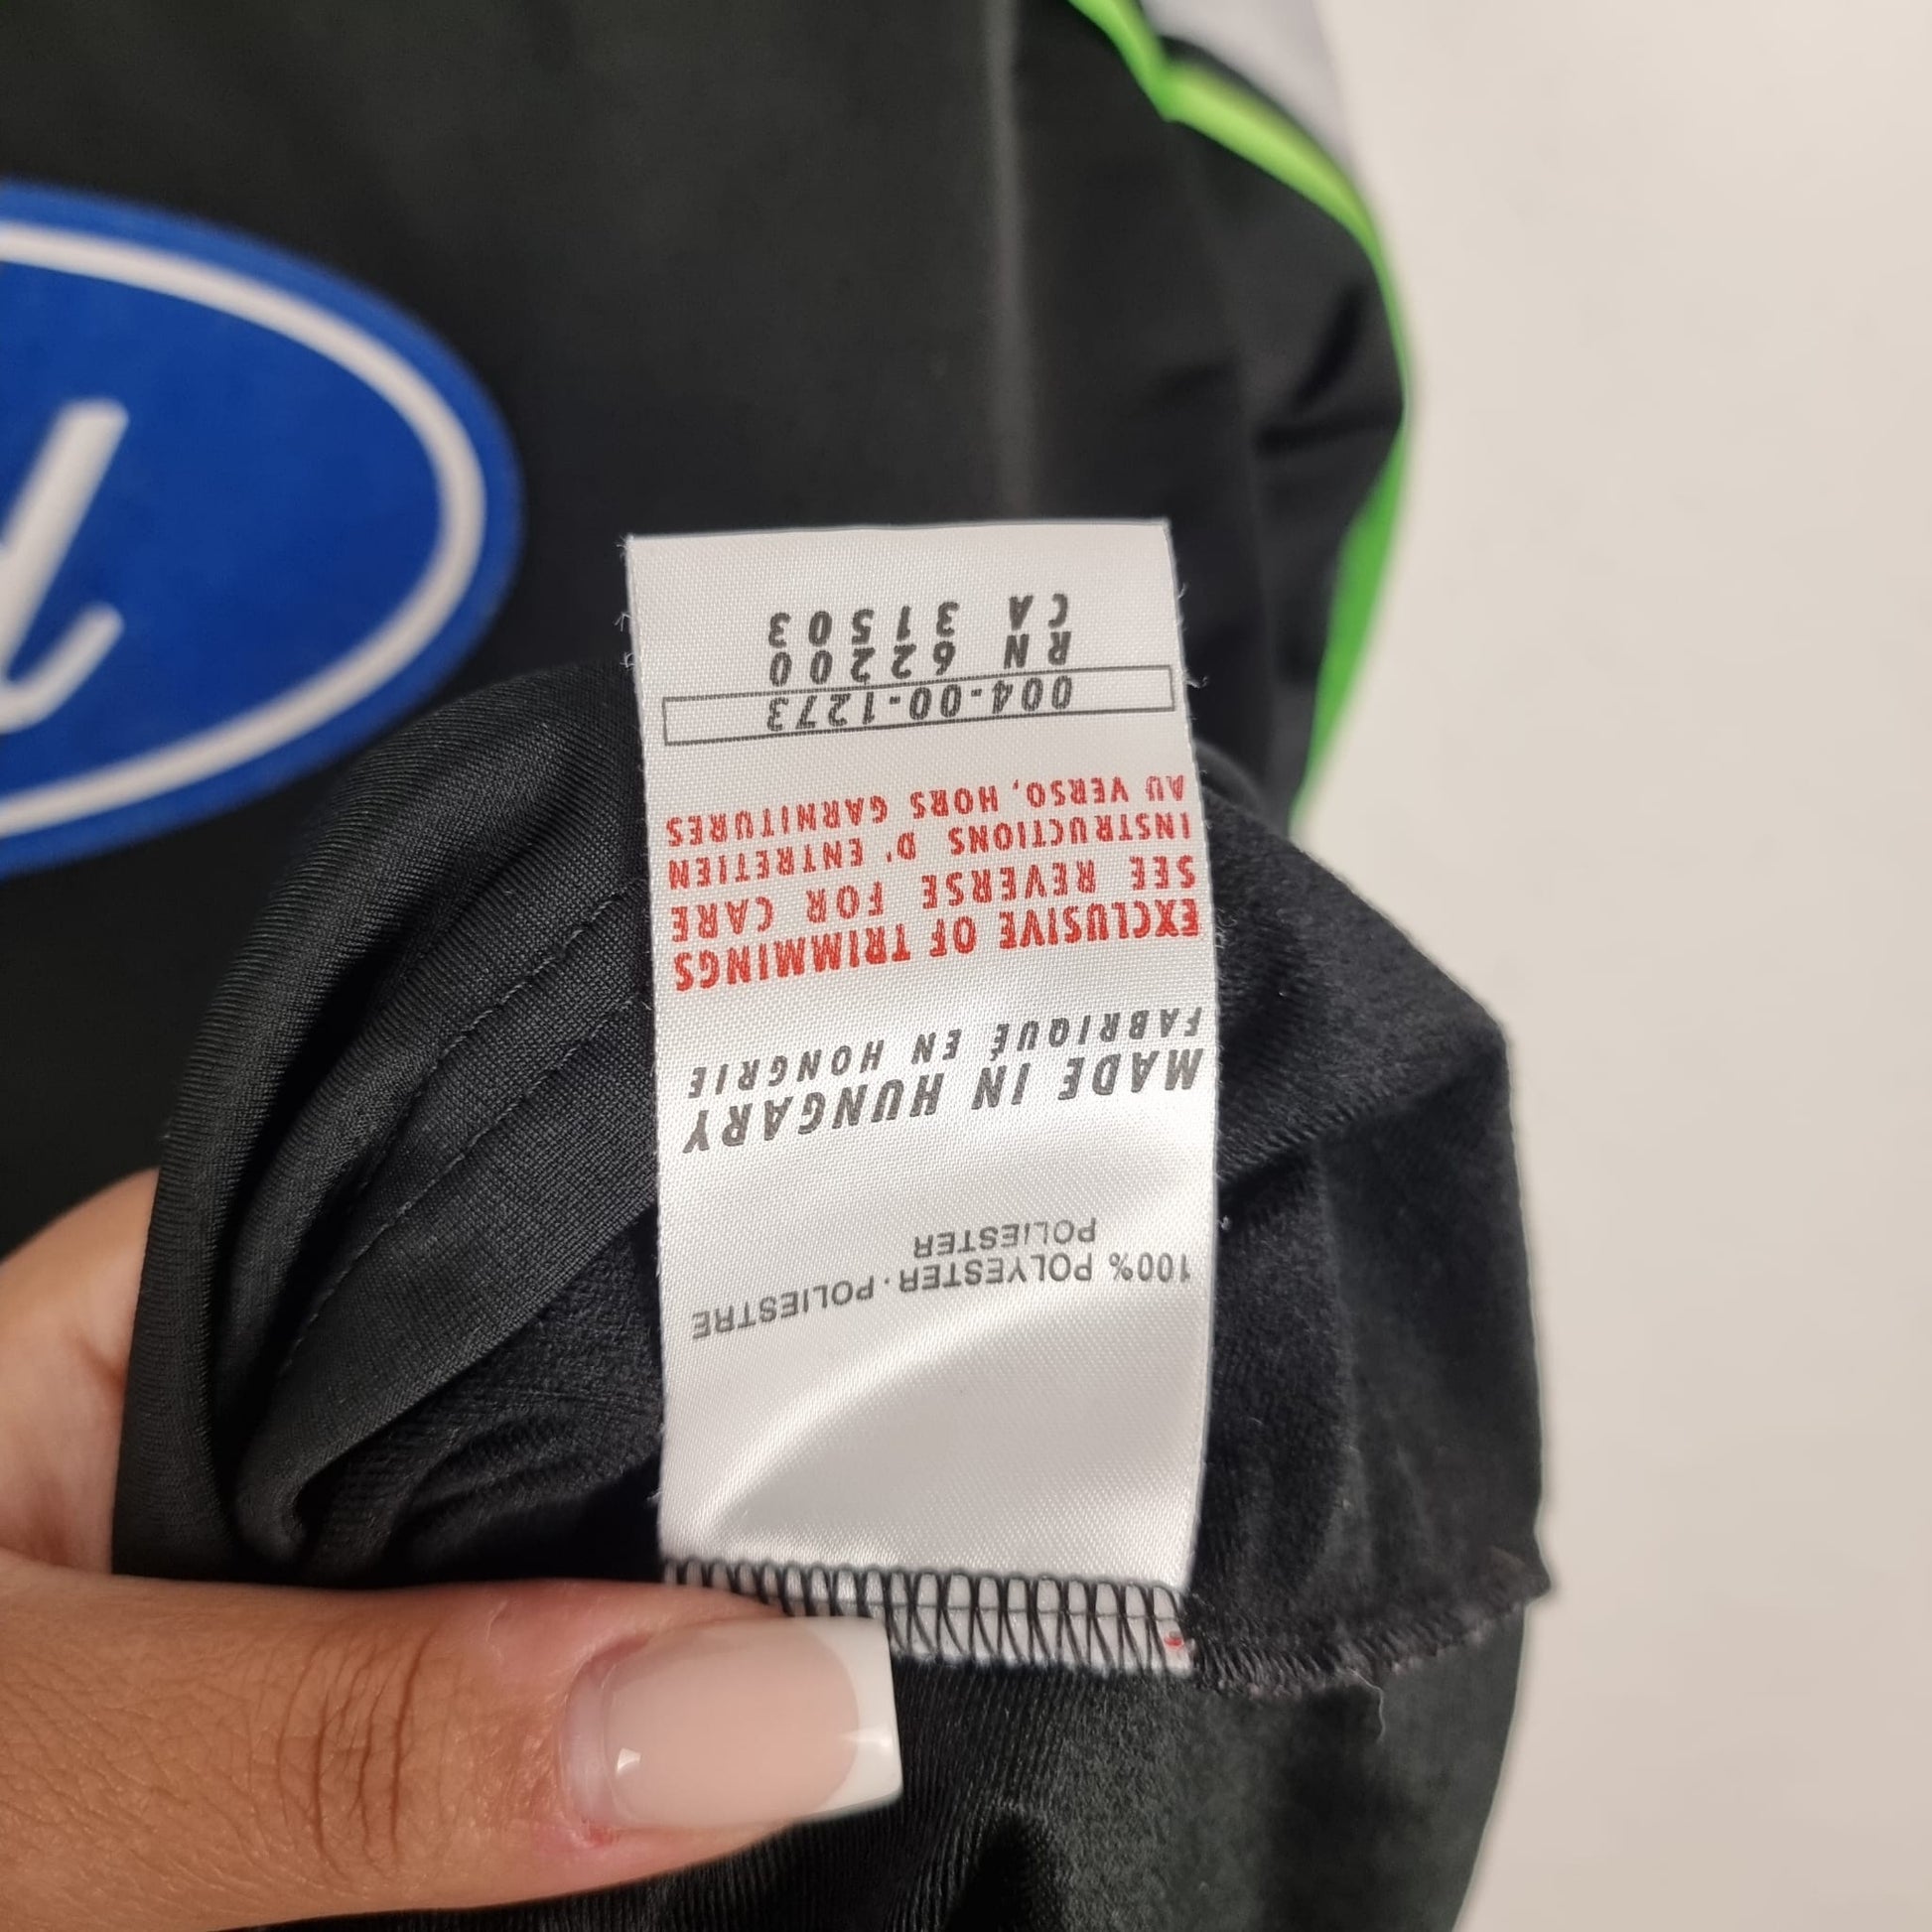 100% POLYESTER·POLIESTRE
POLIESTER
MADE IN HUNGARY
FABRIQUÉ EN HONGRIE
EXCLUSIVE OF TRIMMINGS
SEE REVERSE FOR CARE
INSTRUCTIONS D'ENTRETIEN
AU VERSO, HORS GARNITURES
004-00-1273
RN 62200
CA 31503